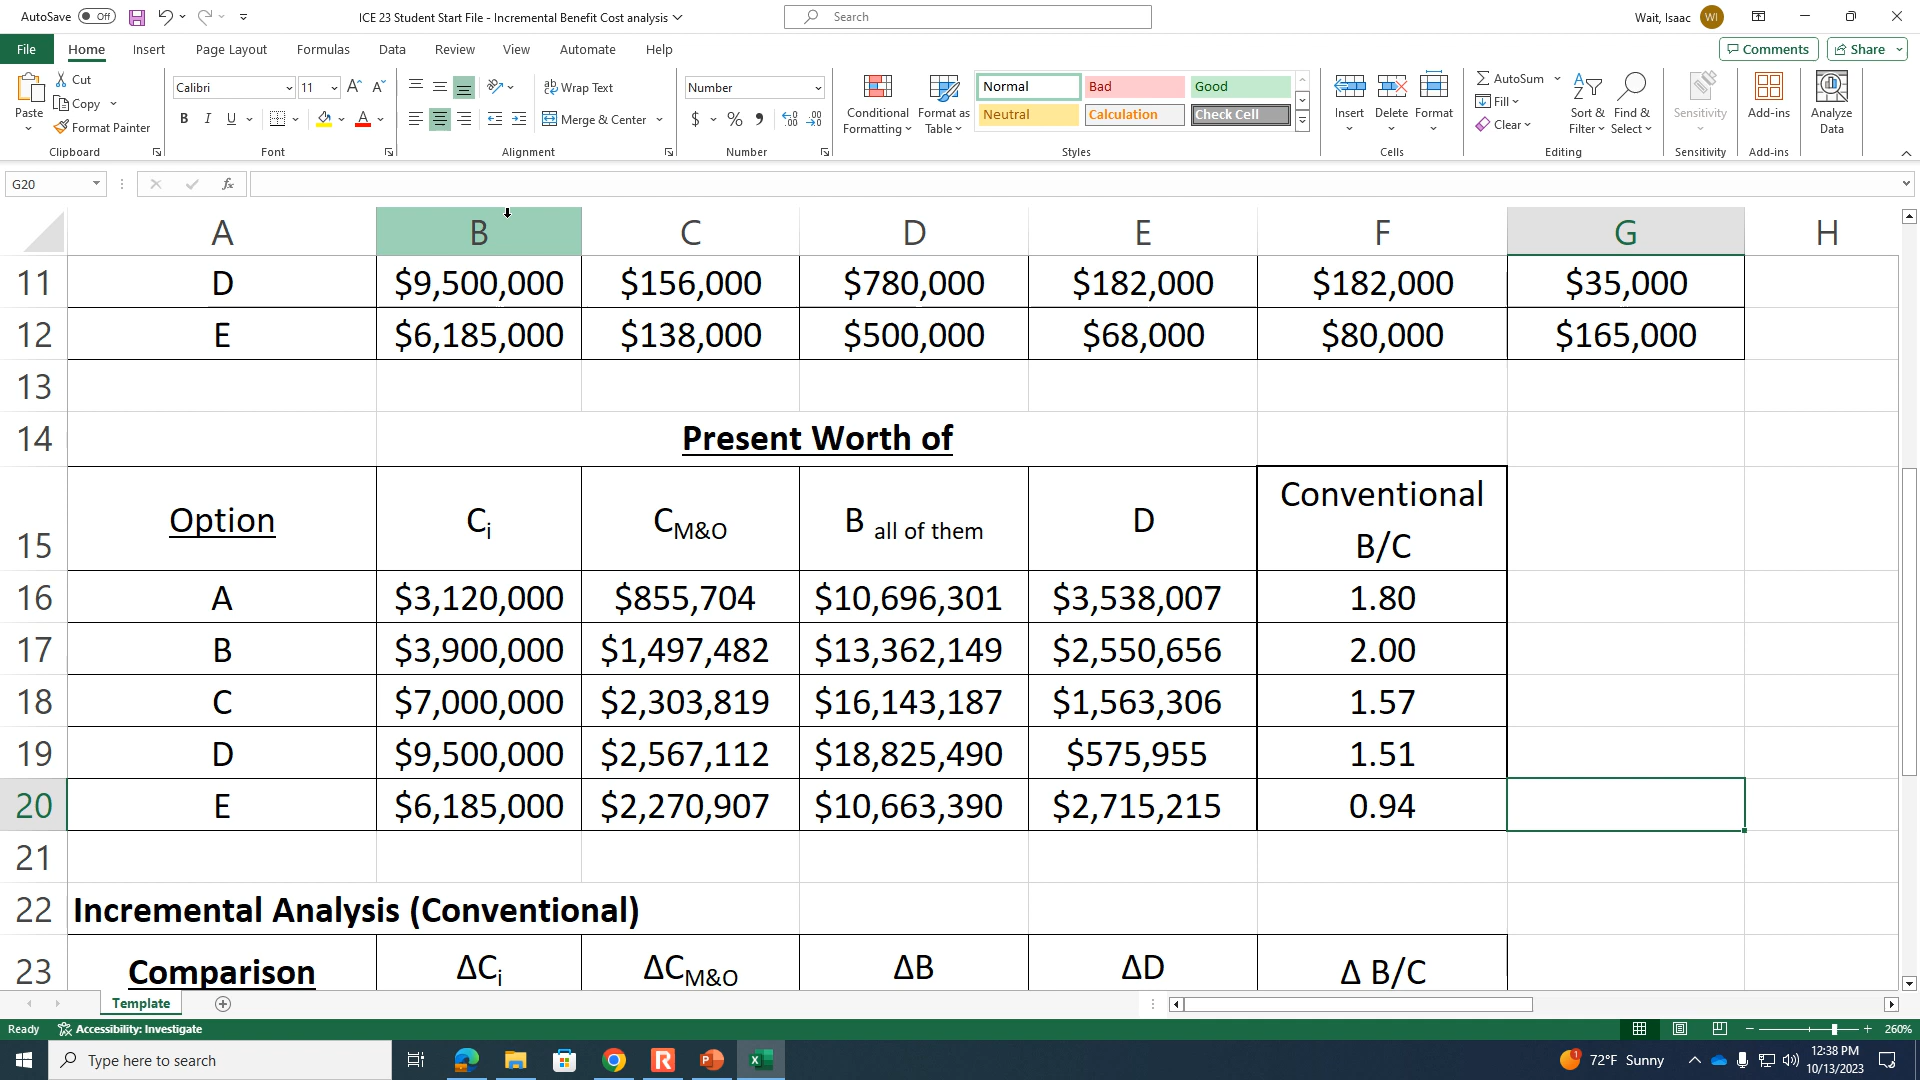 AutoSave Off ICE 23 Student Start File - Incremental Benefit Cost analysis Search Wait, Isaac WI
File Home Insert Page Layout Formulas Data Review View Automate Help Comments Share
Paste Cut Copy Format Painter Clipboard
Calibri 11 B I U A Font
ab Wrap Text Merge & Center Alignment
Number $ % Number
Conditional Formatting Format as Table Normal Bad Good Neutral Calculation Check Cell Styles
Insert Delete Format Cells
AutoSum Fill Clear Sort & Filter Find & Select Editing
Sensitivity Sensitivity
Add-ins Add-ins
Analyze Data
G20 fx
A B C D E F G H
11 D $9,500,000 $156,000 $780,000 $182,000 $182,000 $35,000
12 E $6,185,000 $138,000 $500,000 $68,000 $80,000 $165,000
13
14 Present Worth of
15 Option Ci CM&O B all of them D Conventional B/C
16 A $3,120,000 $855,704 $10,696,301 $3,538,007 1.80
17 B $3,900,000 $1,497,482 $13,362,149 $2,550,656 2.00
18 C $7,000,000 $2,303,819 $16,143,187 $1,563,306 1.57
19 D $9,500,000 $2,567,112 $18,825,490 $575,955 1.51
20 E $6,185,000 $2,270,907 $10,663,390 $2,715,215 0.94
21
22 Incremental Analysis (Conventional)
23 Comparison ΔCi ΔCM&O ΔB ΔD Δ B/C
Template
Ready Accessibility: Investigate 260%
Type here to search 72°F Sunny 12:38 PM
10/13/2023